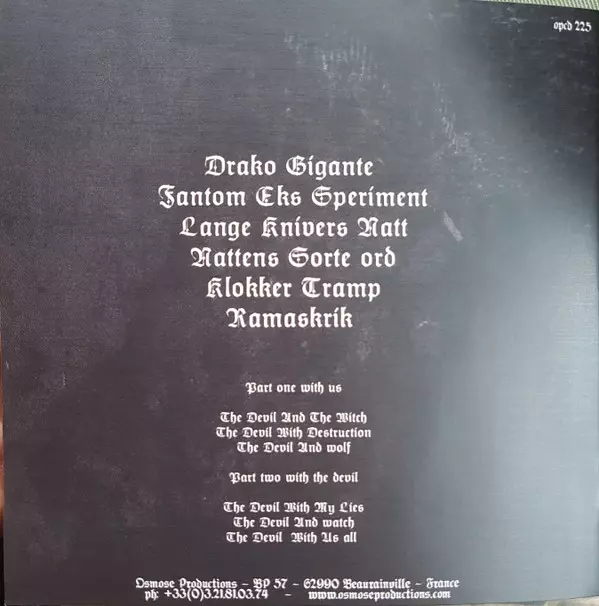 opcd 225
Drako Gigante
Fantom Eks Speriment
Lange Knivers Natt
Nattens Sorte ord
Klokker Tramp
Ramaskrik
Part one with us
The Devil And The Witch
The Devil With Destruction
The Devil And wolf
Part two with the devil
The Devil With My Lies
The Devil And watch
The Devil With Us all
Osmose Productions - BP 57 - 62990 Beaurainville - France
ph: +33(0)3.21.81.03.74 - www.osmoseproductions.com